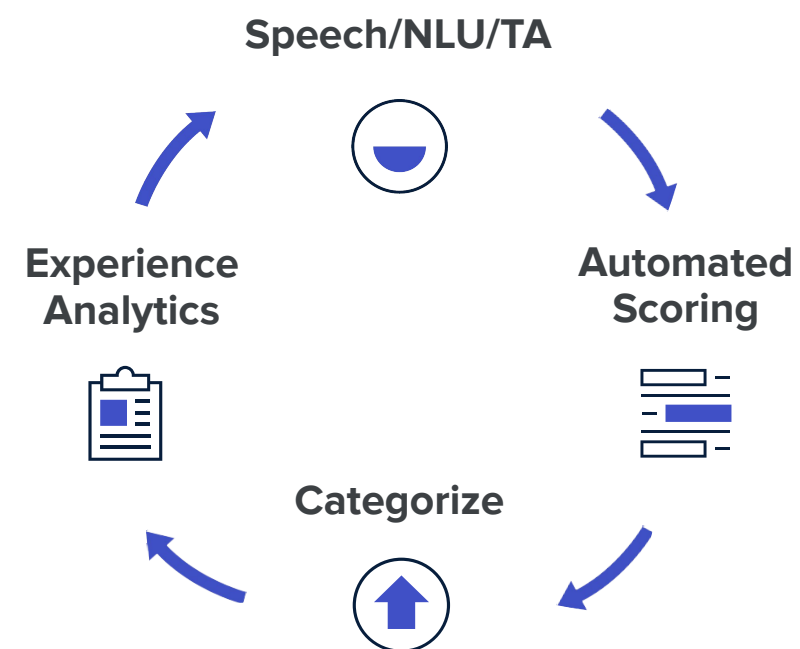 Speech/NLU/TA
Experience
Analytics
Automated
Scoring
Categorize